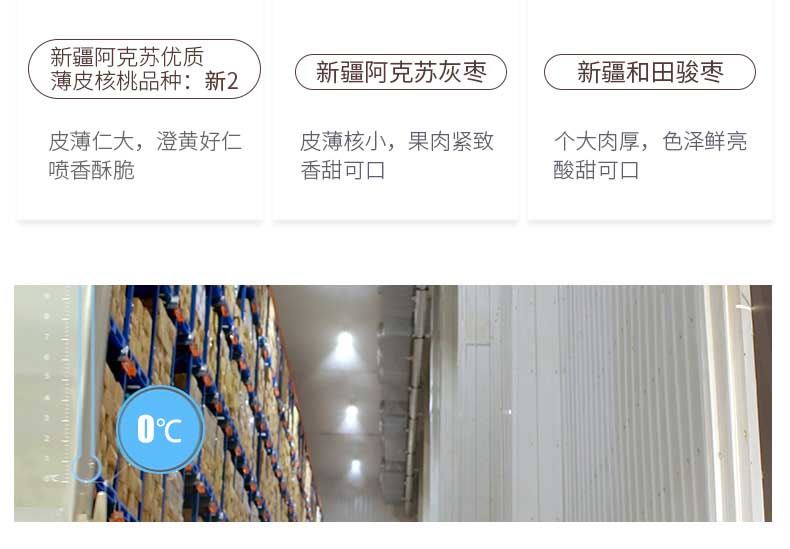 新疆阿克苏优质
薄皮核桃品种：新2
皮薄仁大，澄黄好仁
喷香酥脆
新疆阿克苏灰枣
皮薄核小，果肉紧致
香甜可口
新疆和田骏枣
个大肉厚，色泽鲜亮
酸甜可口
0℃